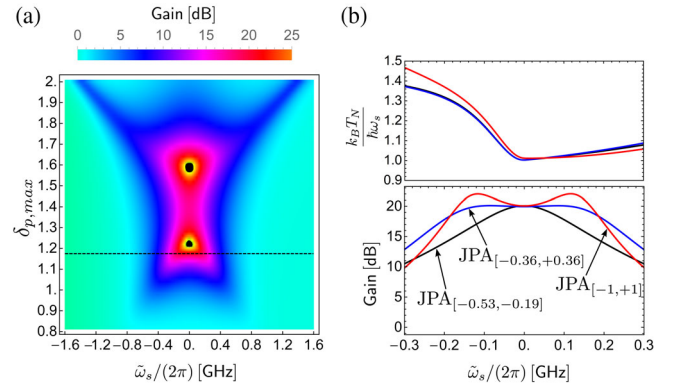 (a)
Gain [dB]
0 5 10 15 20 25
δp,max
2.
1.9
1.8
1.7
1.6
1.5
1.4
1.3
1.2
1.1
1.0
0.9
0.8
-1.6 -1.2 -0.8 -0.4 0. 0.4 0.8 1.2 1.6
ω̃s/(2π) [GHz]
(b)
kBTN
ħωs
1.5
1.4
1.3
1.2
1.1
1.0
Gain [dB]
20
15
10
5
0
JPA[−0.36,+0.36]
JPA[−0.53,−0.19]
JPA[−1,+1]
-0.3 -0.2 -0.1 0. 0.1 0.2 0.3
ω̃s/(2π) [GHz]